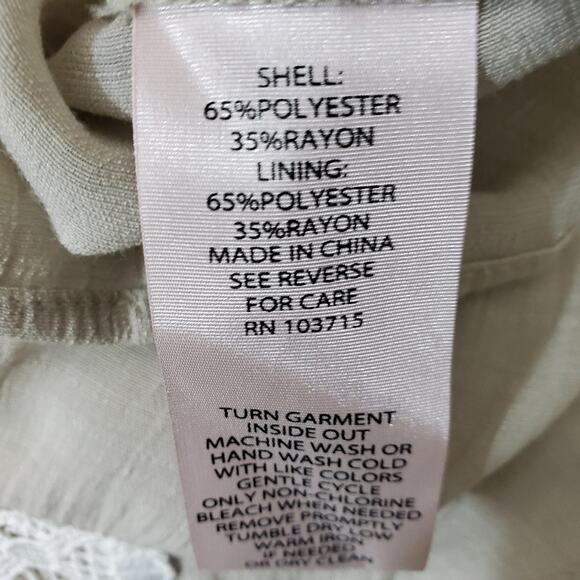 SHELL:
65%POLYESTER
35%RAYON
LINING:
65%POLYESTER
35%RAYON
MADE IN CHINA
SEE REVERSE
FOR CARE
RN 103715
TURN GARMENT
INSIDE OUT
MACHINE WASH OR
HAND WASH COLD
WITH LIKE COLORS
GENTLE CYCLE
ONLY NON-CHLORINE
BLEACH WHEN NEEDED
REMOVE PROMPTLY
TUMBLE DRY LOW
WARM IRON
IF NEEDED
OR DRY CLEAN